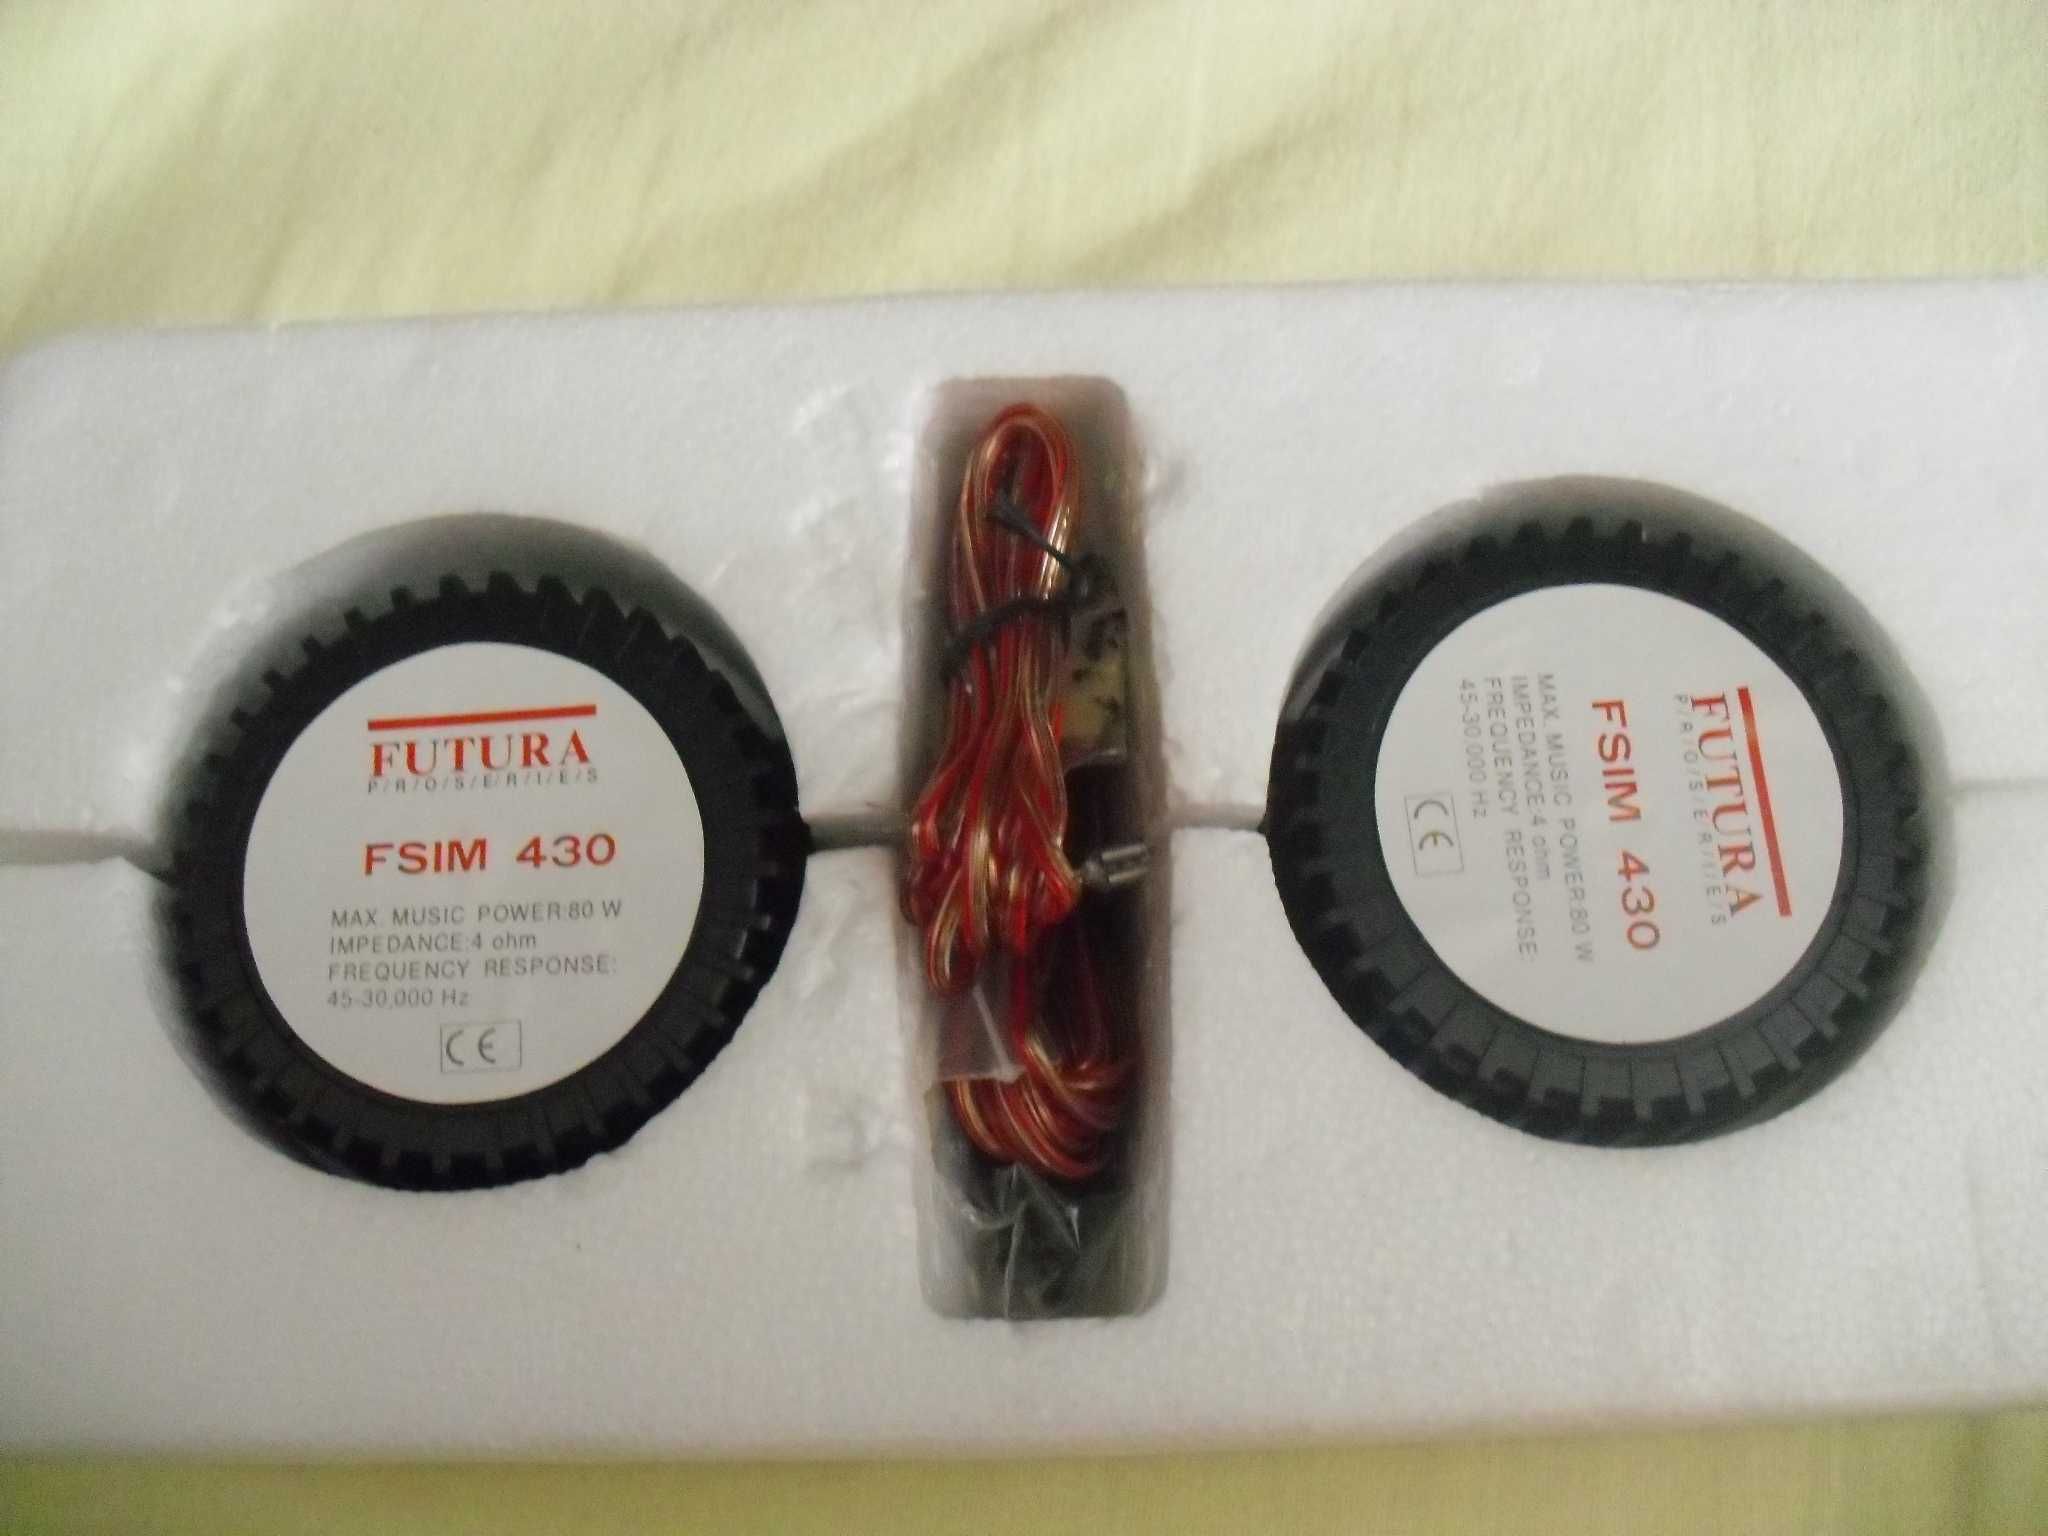 FUTURA
P/R/O/S/E/R/I/E/S
FSIM 430
MAX. MUSIC POWER:80 W
IMPEDANCE:4 ohm
FREQUENCY RESPONSE:
45-30,000 Hz
CE
FUTURA
P/R/O/S/E/R/I/E/S
FSIM 430
MAX. MUSIC POWER:80 W
IMPEDANCE:4 ohm
FREQUENCY RESPONSE:
45-30,000 Hz
CE